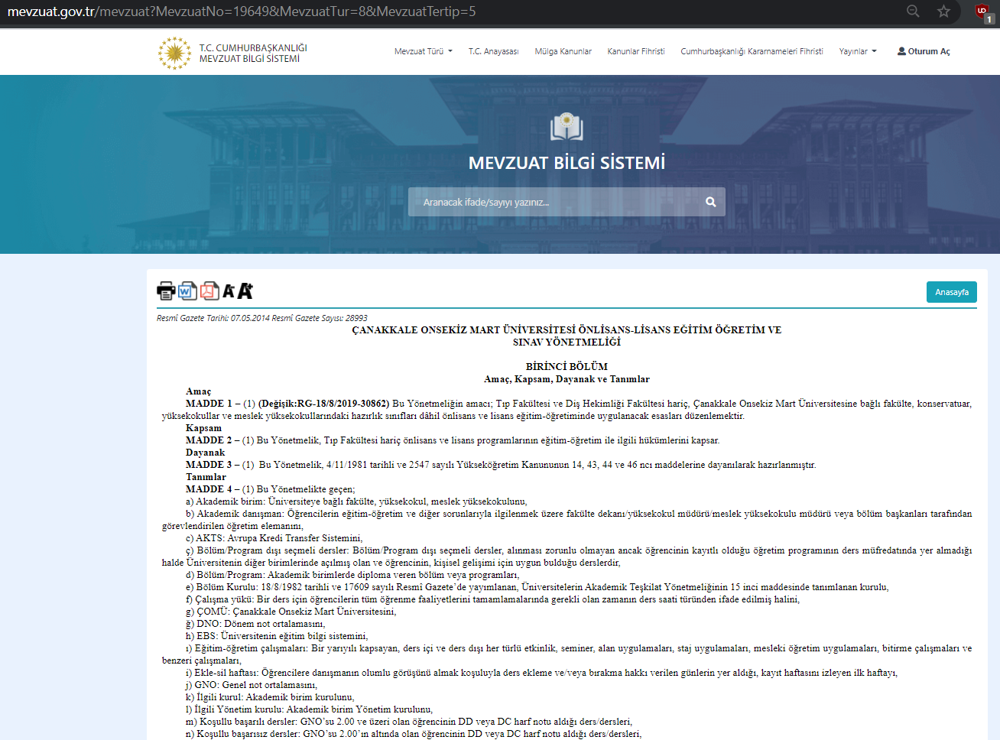 mevzuat.gov.tr/mevzuat?MevzuatNo=19649&MevzuatTur=8&MevzuatTertip=5
1
T.C. CUMHURBAŞKANLIĞI
MEVZUAT BİLGİ SİSTEMİ
Mevzuat Türü T.C. Anayasası Mülga Kanunlar Kanunlar Fihristi Cumhurbaşkanlığı Kararnameleri Fihristi Yayınlar Oturum Aç
MEVZUAT BİLGİ SİSTEMİ
Aranacak ifade/sayıyı yazınız...
Anasayfa
Resmî Gazete Tarihi: 07.05.2014 Resmî Gazete Sayısı: 28993
ÇANAKKALE ONSEKİZ MART ÜNİVERSİTESİ ÖNLİSANS-LİSANS EĞİTİM ÖĞRETİM VE
SINAV YÖNETMELİĞİ
BİRİNCİ BÖLÜM
Amaç, Kapsam, Dayanak ve Tanımlar
Amaç
MADDE 1 – (1) (Değişik:RG-18/8/2019-30862) Bu Yönetmeliğin amacı; Tıp Fakültesi ve Diş Hekimliği Fakültesi hariç, Çanakkale Onsekiz Mart Üniversitesine bağlı fakülte, konservatuar,
yüksekokullar ve meslek yüksekokullarındaki hazırlık sınıfları dâhil önlisans ve lisans eğitim-öğretiminde uygulanacak esasları düzenlemektir.
Kapsam
MADDE 2 – (1) Bu Yönetmelik, Tıp Fakültesi hariç önlisans ve lisans programlarının eğitim-öğretim ile ilgili hükümlerini kapsar.
Dayanak
MADDE 3 – (1) Bu Yönetmelik, 4/11/1981 tarihli ve 2547 sayılı Yükseköğretim Kanununun 14, 43, 44 ve 46 ncı maddelerine dayanılarak hazırlanmıştır.
Tanımlar
MADDE 4 – (1) Bu Yönetmelikte geçen;
a) Akademik birim: Üniversiteye bağlı fakülte, yüksekokul, meslek yüksekokulunu,
b) Akademik danışman: Öğrencilerin eğitim-öğretim ve diğer sorunlarıyla ilgilenmek üzere fakülte dekanı/yüksekokul müdürü/meslek yüksekokulu müdürü veya bölüm başkanları tarafından
görevlendirilen öğretim elemanını,
c) AKTS: Avrupa Kredi Transfer Sistemini,
ç) Bölüm/Program dışı seçmeli dersler: Bölüm/Program dışı seçmeli dersler, alınması zorunlu olmayan ancak öğrencinin kayıtlı olduğu öğretim programının ders müfredatında yer almadığı
halde Üniversitenin diğer birimlerinde açılmış olan ve öğrencinin, kişisel gelişimi için uygun bulduğu derslerdir,
d) Bölüm/Program: Akademik birimlerde diploma veren bölüm veya programları,
e) Bölüm Kurulu: 18/8/1982 tarihli ve 17609 sayılı Resmî Gazete’de yayımlanan, Üniversitelerin Akademik Teşkilat Yönetmeliğinin 15 inci maddesinde tanımlanan kurulu,
f) Çalışma yükü: Bir ders için öğrencilerin tüm öğrenme faaliyetlerini tamamlamalarında gerekli olan zamanın ders saati türünden ifade edilmiş halini,
g) ÇOMÜ: Çanakkale Onsekiz Mart Üniversitesini,
ğ) DNO: Dönem not ortalamasını,
h) EBS: Üniversitenin eğitim bilgi sistemini,
ı) Eğitim-öğretim çalışmaları: Bir yarıyılı kapsayan, ders içi ve ders dışı her türlü etkinlik, seminer, alan uygulamaları, staj uygulamaları, mesleki öğretim uygulamaları, bitirme çalışmaları ve
benzeri çalışmaları,
i) Ekle-sil haftası: Öğrencilere danışmanın olumlu görüşünü almak koşuluyla ders ekleme ve/veya bırakma hakkı verilen günlerin yer aldığı, kayıt haftasını izleyen ilk haftayı,
j) GNO: Genel not ortalamasını,
k) İlgili kurul: Akademik birim kurulunu,
l) İlgili Yönetim kurulu: Akademik birim Yönetim kurulunu,
m) Koşullu başarılı dersler: GNO’su 2.00 ve üzeri olan öğrencinin DD veya DC harf notu aldığı ders/dersleri,
n) Koşullu başarısız dersler: GNO’su 2.00’ın altında olan öğrencinin DD veya DC harf notu aldığı ders/dersleri,